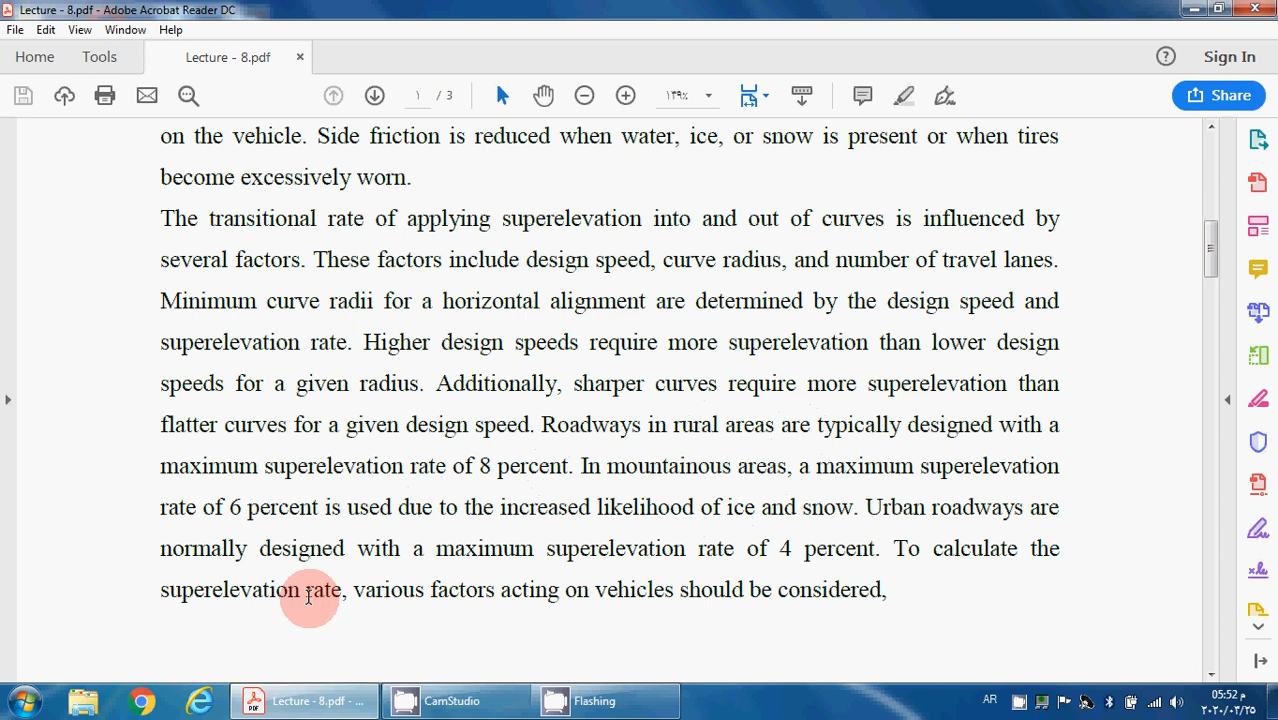 Lecture - 8.pdf - Adobe Acrobat Reader DC
File Edit View Window Help
Home Tools Lecture - 8.pdf × Sign In
١ / 3 ١٣٩٪ Share
on the vehicle. Side friction is reduced when water, ice, or snow is present or when tires
become excessively worn.
The transitional rate of applying superelevation into and out of curves is influenced by
several factors. These factors include design speed, curve radius, and number of travel lanes.
Minimum curve radii for a horizontal alignment are determined by the design speed and
superelevation rate. Higher design speeds require more superelevation than lower design
speeds for a given radius. Additionally, sharper curves require more superelevation than
flatter curves for a given design speed. Roadways in rural areas are typically designed with a
maximum superelevation rate of 8 percent. In mountainous areas, a maximum superelevation
rate of 6 percent is used due to the increased likelihood of ice and snow. Urban roadways are
normally designed with a maximum superelevation rate of 4 percent. To calculate the
superelevation rate, various factors acting on vehicles should be considered,
Lecture - 8.pdf - ... CamStudio Flashing AR 05:52 م
٢٠٢٠/٠٣/٢٥